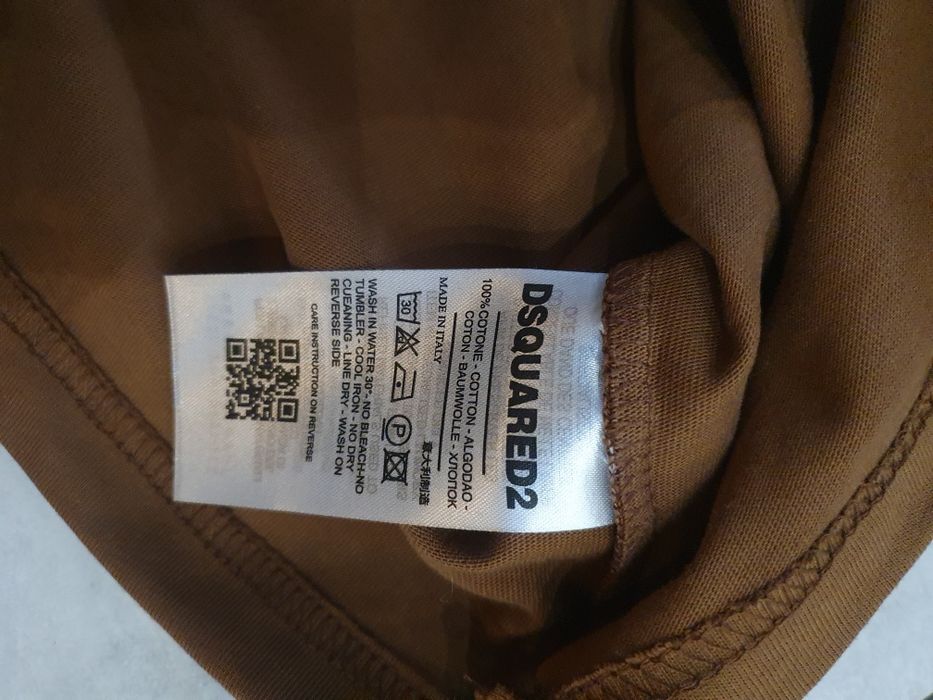 DSQUARED2
100%COTONE - COTTON - ALGODAO -
COTON - BAUMWOLLE - ХЛОПОК
MADE IN ITALY
意大利制造
30
P
WASH IN WATER 30°- NO BLEACH-NO
TUMBLER - COOL IRON - NO DRY
CUEANING - LINE DRY - WASH ON
REVERSE SIDE
CARE INSTRUCTION ON REVERSE